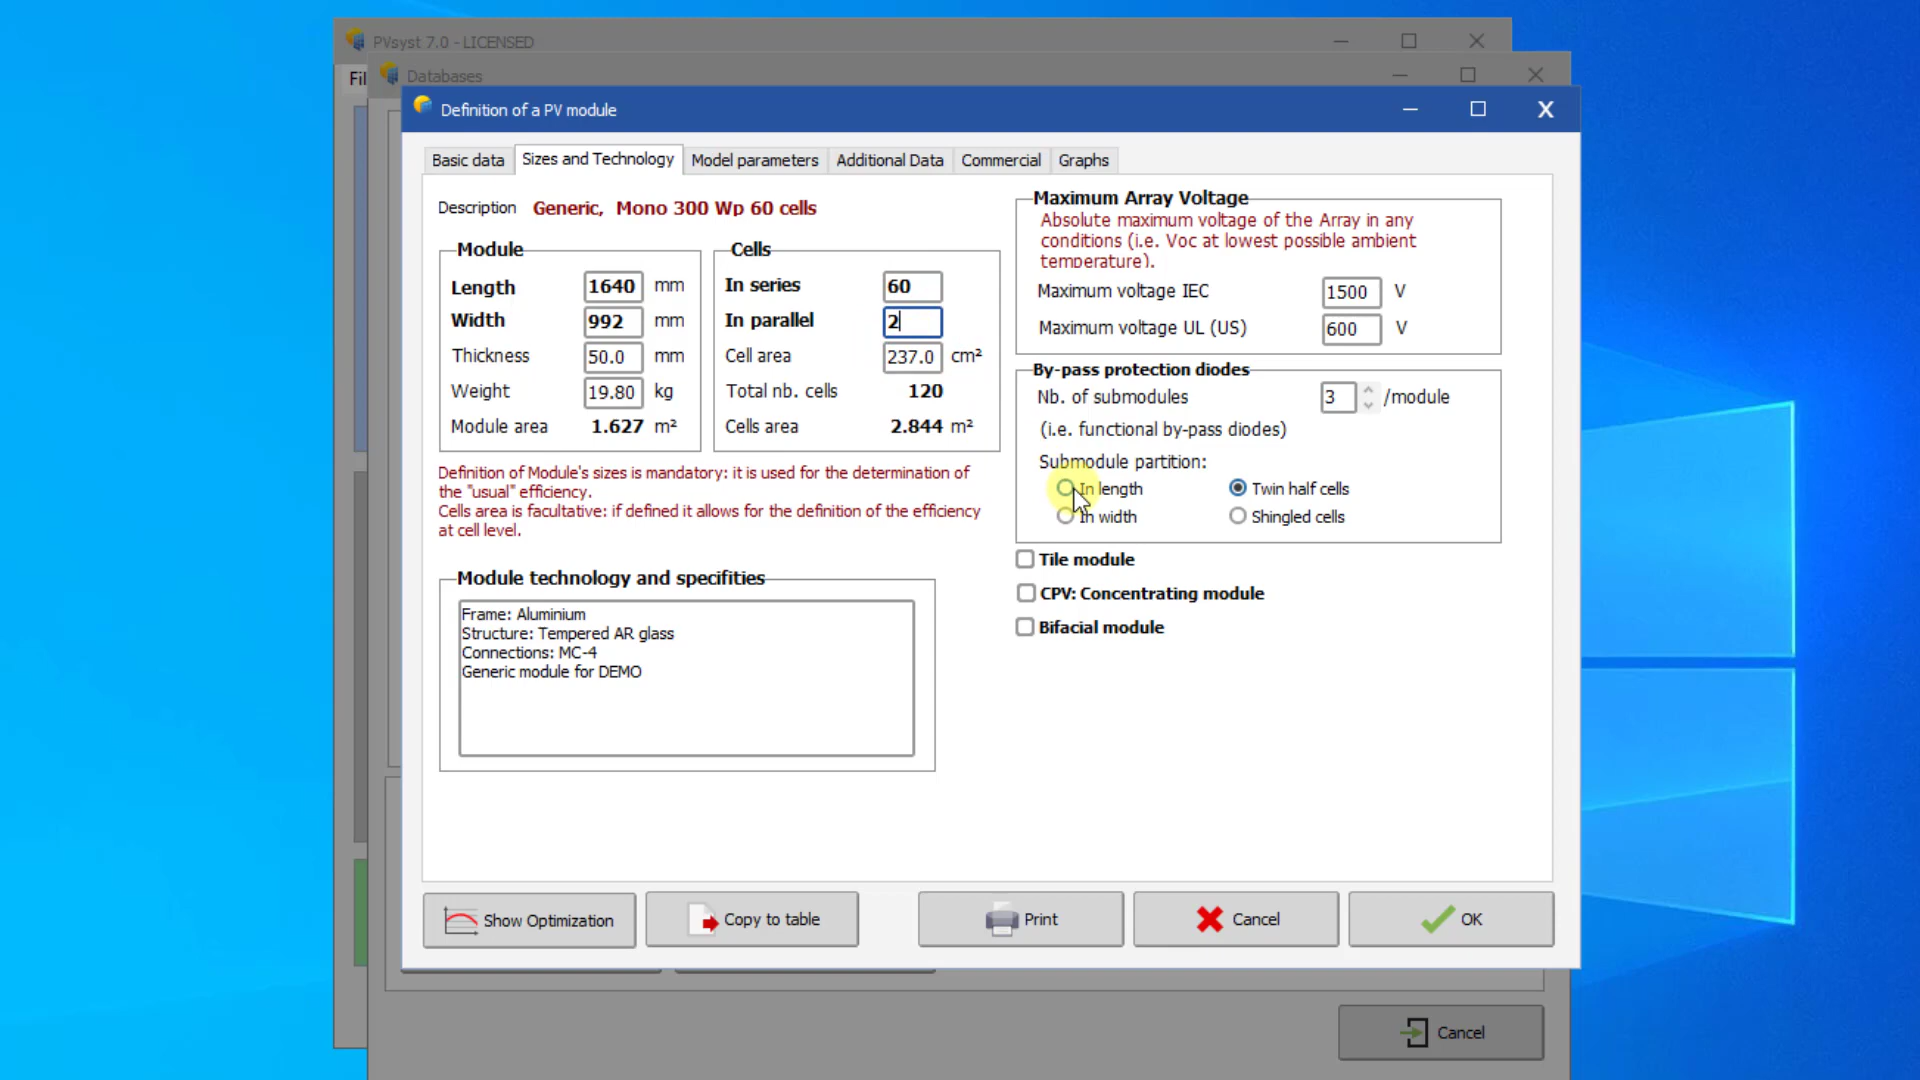 PVsyst 7.0 - LICENSED
Fil
Databases
Definition of a PV module
X
Basic data
Sizes and Technology
Model parameters
Additional Data
Commercial
Graphs
Description Generic, Mono 300 Wp 60 cells
Module
Length 1640 mm
Width 992 mm
Thickness 50.0 mm
Weight 19.80 kg
Module area 1.627 m²
Cells
In series 60
In parallel 2
Cell area 237.0 cm²
Total nb. cells 120
Cells area 2.844 m²
Definition of Module's sizes is mandatory: it is used for the determination of
the "usual" efficiency.
Cells area is facultative: if defined it allows for the definition of the efficiency
at cell level.
Module technology and specifities
Frame: Aluminium
Structure: Tempered AR glass
Connections: MC-4
Generic module for DEMO
Maximum Array Voltage
Absolute maximum voltage of the Array in any
conditions (i.e. Voc at lowest possible ambient
temperature).
Maximum voltage IEC 1500 V
Maximum voltage UL (US) 600 V
By-pass protection diodes
Nb. of submodules 3 /module
(i.e. functional by-pass diodes)
Submodule partition:
In length Twin half cells
In width Shingled cells
Tile module
CPV: Concentrating module
Bifacial module
Show Optimization
Copy to table
Print
Cancel
OK
Cancel